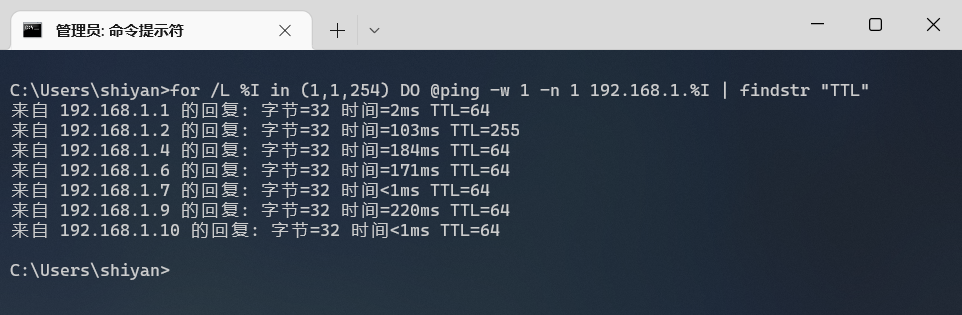 管理员: 命令提示符
C:\Users\shiyan>for /L %I in (1,1,254) DO @ping -w 1 -n 1 192.168.1.%I | findstr "TTL"
来自 192.168.1.1 的回复: 字节=32 时间=2ms TTL=64
来自 192.168.1.2 的回复: 字节=32 时间=103ms TTL=255
来自 192.168.1.4 的回复: 字节=32 时间=184ms TTL=64
来自 192.168.1.6 的回复: 字节=32 时间=171ms TTL=64
来自 192.168.1.7 的回复: 字节=32 时间<1ms TTL=64
来自 192.168.1.9 的回复: 字节=32 时间=220ms TTL=64
来自 192.168.1.10 的回复: 字节=32 时间<1ms TTL=64
C:\Users\shiyan>